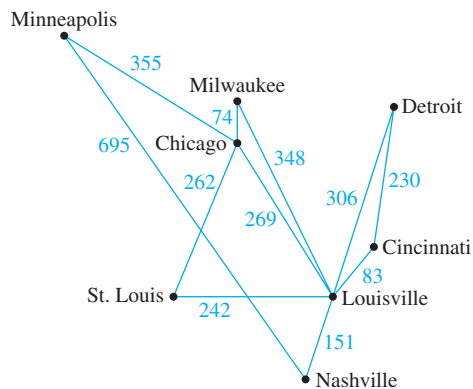 Minneapolis
355
Milwaukee
74
Detroit
695
Chicago
348
262
230
306
269
Cincinnati
83
St. Louis
242
Louisville
151
Nashville